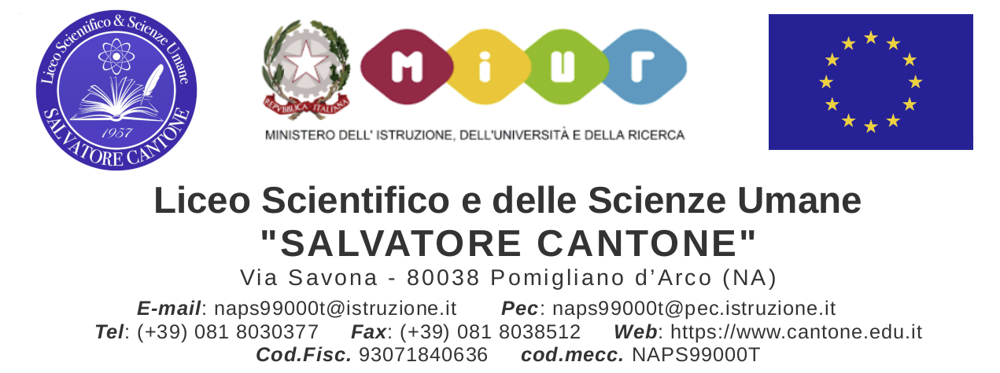 Liceo Scientifico & Scienze Umane
1957
SALVATORE CANTONE
REPVBBLICA ITALIANA
MIUR
MINISTERO DELL' ISTRUZIONE, DELL'UNIVERSITÀ E DELLA RICERCA
Liceo Scientifico e delle Scienze Umane
"SALVATORE CANTONE"
Via Savona - 80038 Pomigliano d’Arco (NA)
E-mail: naps99000t@istruzione.it Pec: naps99000t@pec.istruzione.it
Tel: (+39) 081 8030377 Fax: (+39) 081 8038512 Web: https://www.cantone.edu.it
Cod.Fisc. 93071840636 cod.mecc. NAPS99000T